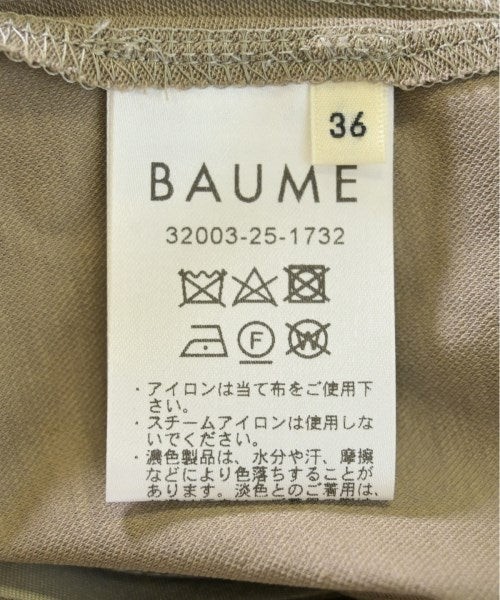 36
BAUME
32003-25-1732
F
W
・アイロンは当て布をご使用下
さい。
・スチームアイロンは使用しな
いでください。
・濃色製品は、水分や汗、摩擦
などにより色落ちすることが
あります。淡色とのご着用は、